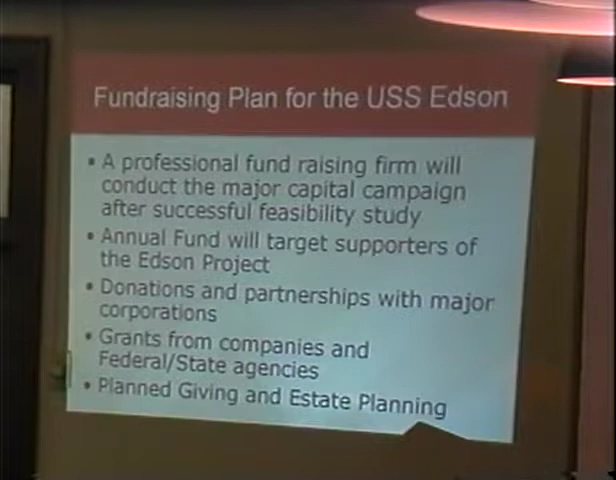 Fundraising Plan for the USS Edson
• A professional fund raising firm will
conduct the major capital campaign
after successful feasibility study
• Annual Fund will target supporters of
the Edson Project
• Donations and partnerships with major
corporations
• Grants from companies and
Federal/State agencies
• Planned Giving and Estate Planning